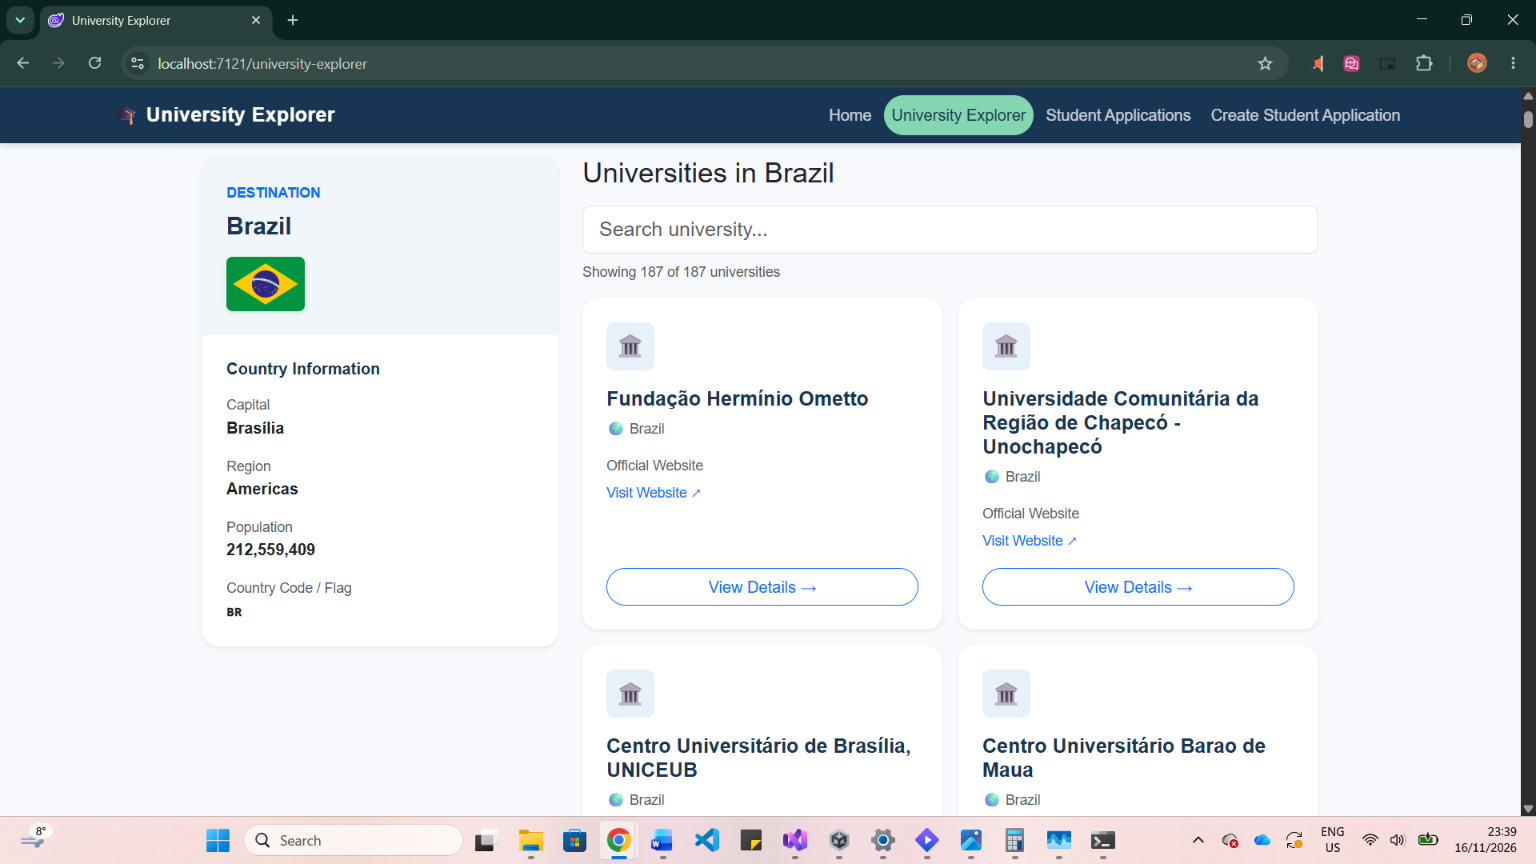 University Explorer
localhost:7121/university-explorer
University Explorer
Home
University Explorer
Student Applications
Create Student Application
DESTINATION
Brazil
Country Information
Capital
Brasília
Region
Americas
Population
212,559,409
Country Code / Flag
BR
Universities in Brazil
Search university...
Showing 187 of 187 universities
Fundação Hermínio Ometto
Brazil
Official Website
Visit Website ↗
View Details →
Universidade Comunitária da
Região de Chapecó -
Unochapecó
Brazil
Official Website
Visit Website ↗
View Details →
Centro Universitário de Brasília,
UNICEUB
Brazil
Centro Universitário Barao de
Maua
Brazil
8°
Search
ENG
US
23:39
16/11/2026